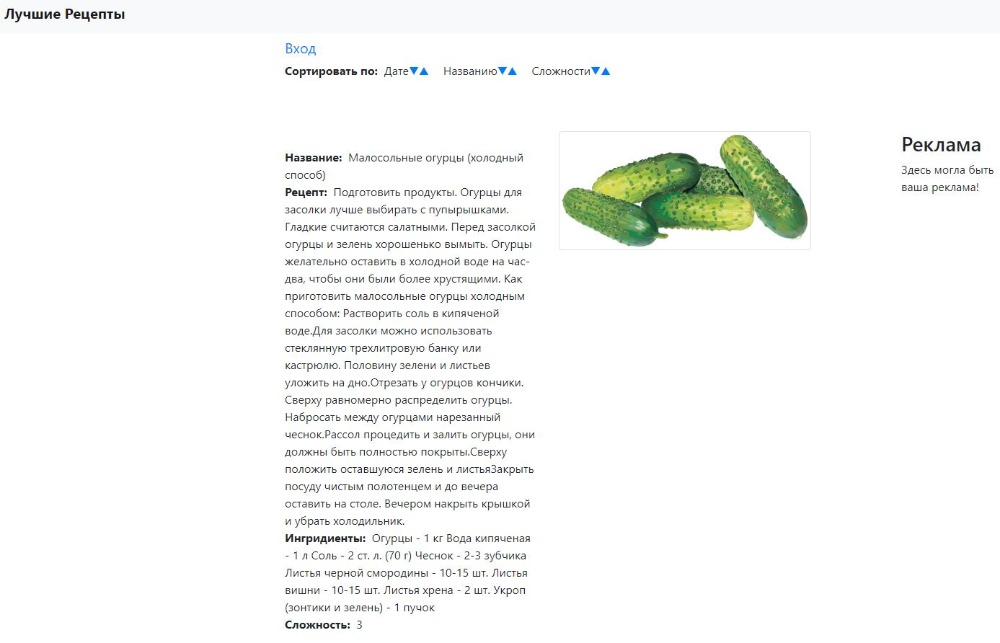 Лучшие Рецепты
Вход
Сортировать по: Дате▼▲ Названию▼▲ Сложности▼▲
Название: Малосольные огурцы (холодный
способ)
Рецепт: Подготовить продукты. Огурцы для
засолки лучше выбирать с пупырышками.
Гладкие считаются салатными. Перед засолкой
огурцы и зелень хорошенько вымыть. Огурцы
желательно оставить в холодной воде на час-
два, чтобы они были более хрустящими. Как
приготовить малосольные огурцы холодным
способом: Растворить соль в кипяченой
воде.Для засолки можно использовать
стеклянную трехлитровую банку или
кастрюлю. Половину зелени и листьев
уложить на дно.Отрезать у огурцов кончики.
Сверху равномерно распределить огурцы.
Набросать между огурцами нарезанный
чеснок.Рассол процедить и залить огурцы, они
должны быть полностью покрыты.Сверху
положить оставшуюся зелень и листьяЗакрыть
посуду чистым полотенцем и до вечера
оставить на столе. Вечером накрыть крышкой
и убрать холодильник.
Ингридиенты: Огурцы - 1 кг Вода кипяченая
- 1 л Соль - 2 ст. л. (70 г) Чеснок - 2-3 зубчика
Листья черной смородины - 10-15 шт. Листья
вишни - 10-15 шт. Листья хрена - 2 шт. Укроп
(зонтики и зелень) - 1 пучок
Сложность: 3
Реклама
Здесь могла быть
ваша реклама!